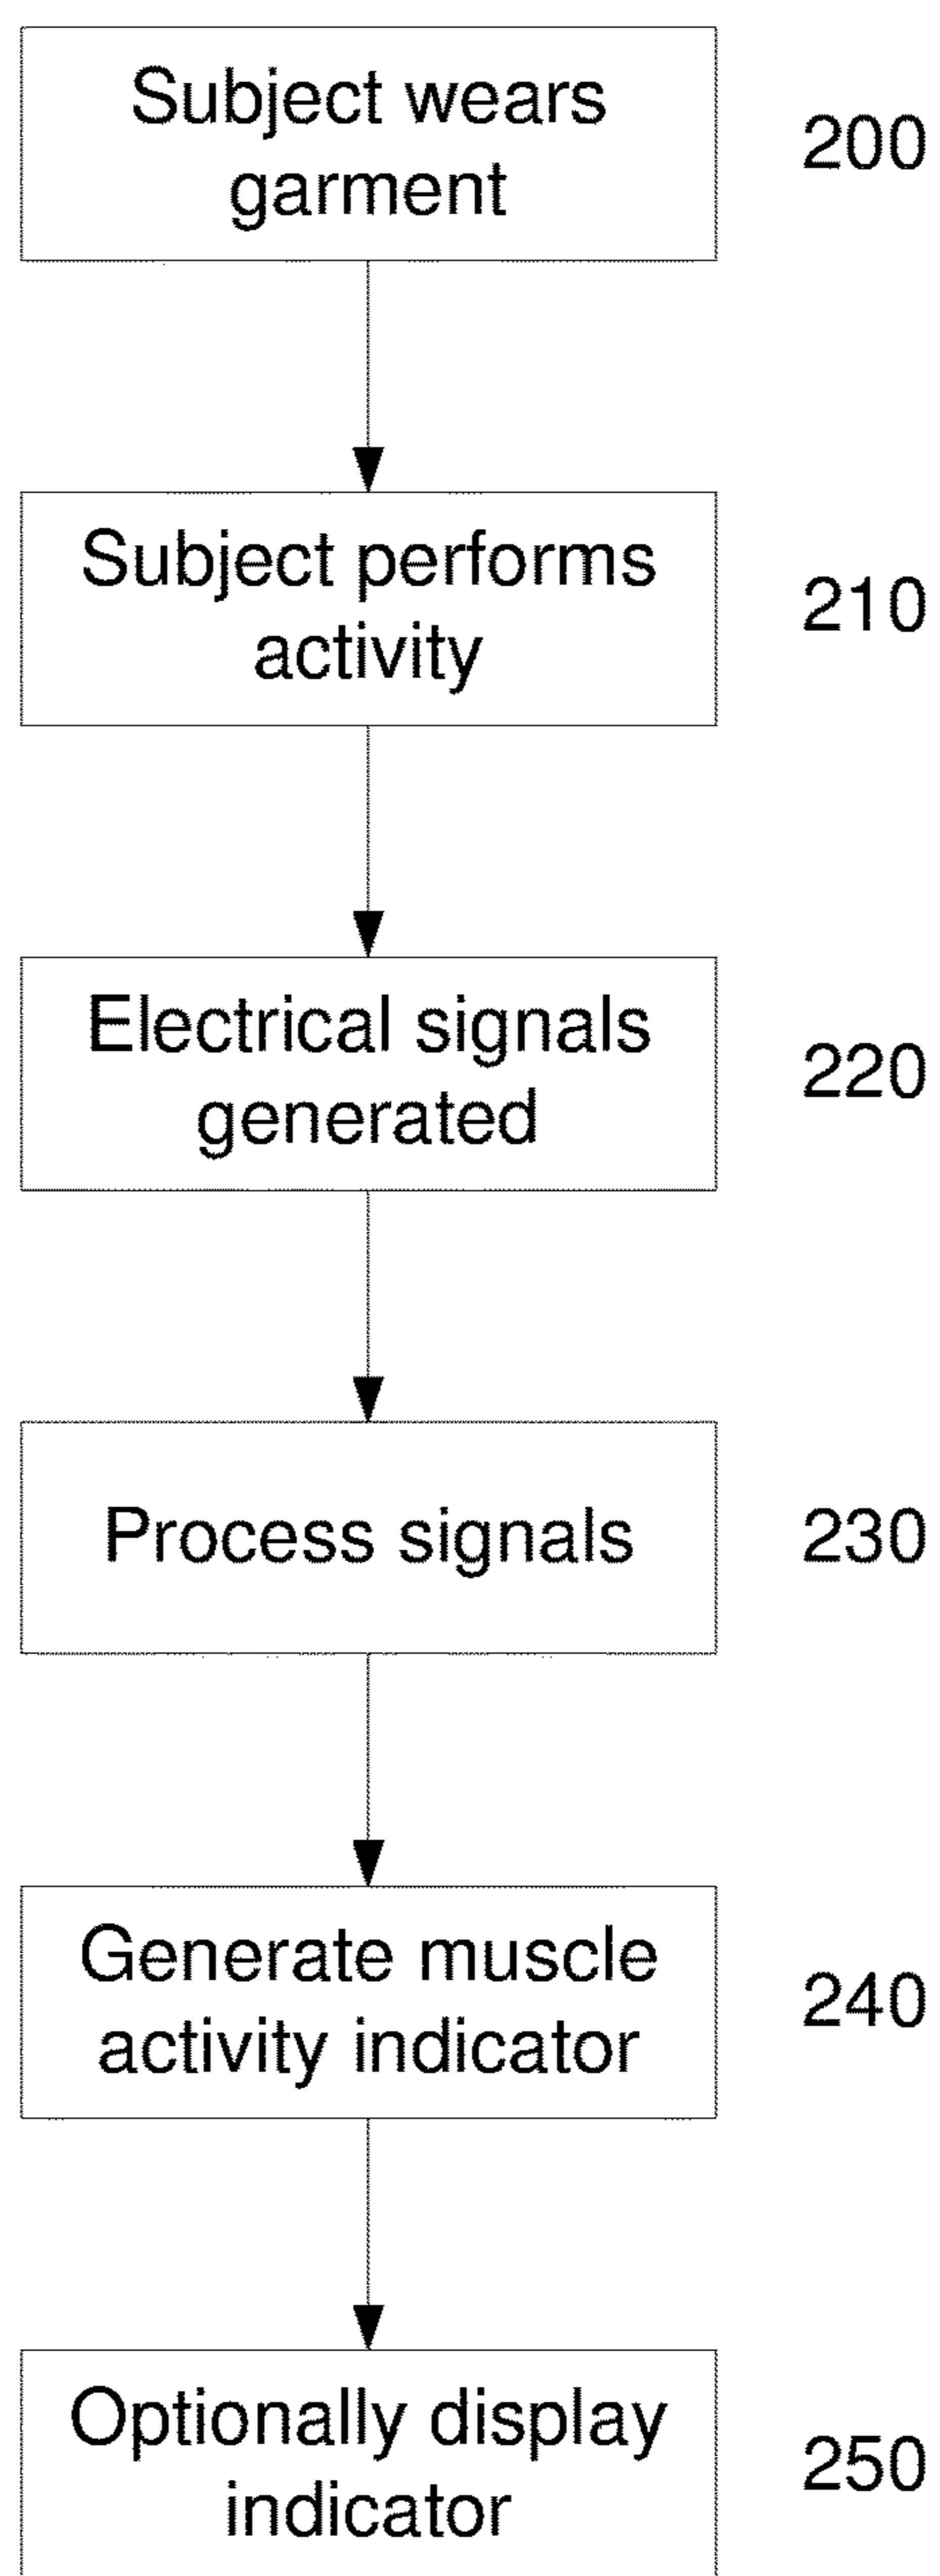 Subject wears
garment
200
Subject performs
activity
210
Electrical signals
generated
220
Process signals
230
Generate muscle
activity indicator
240
Optionally display
indicator
250